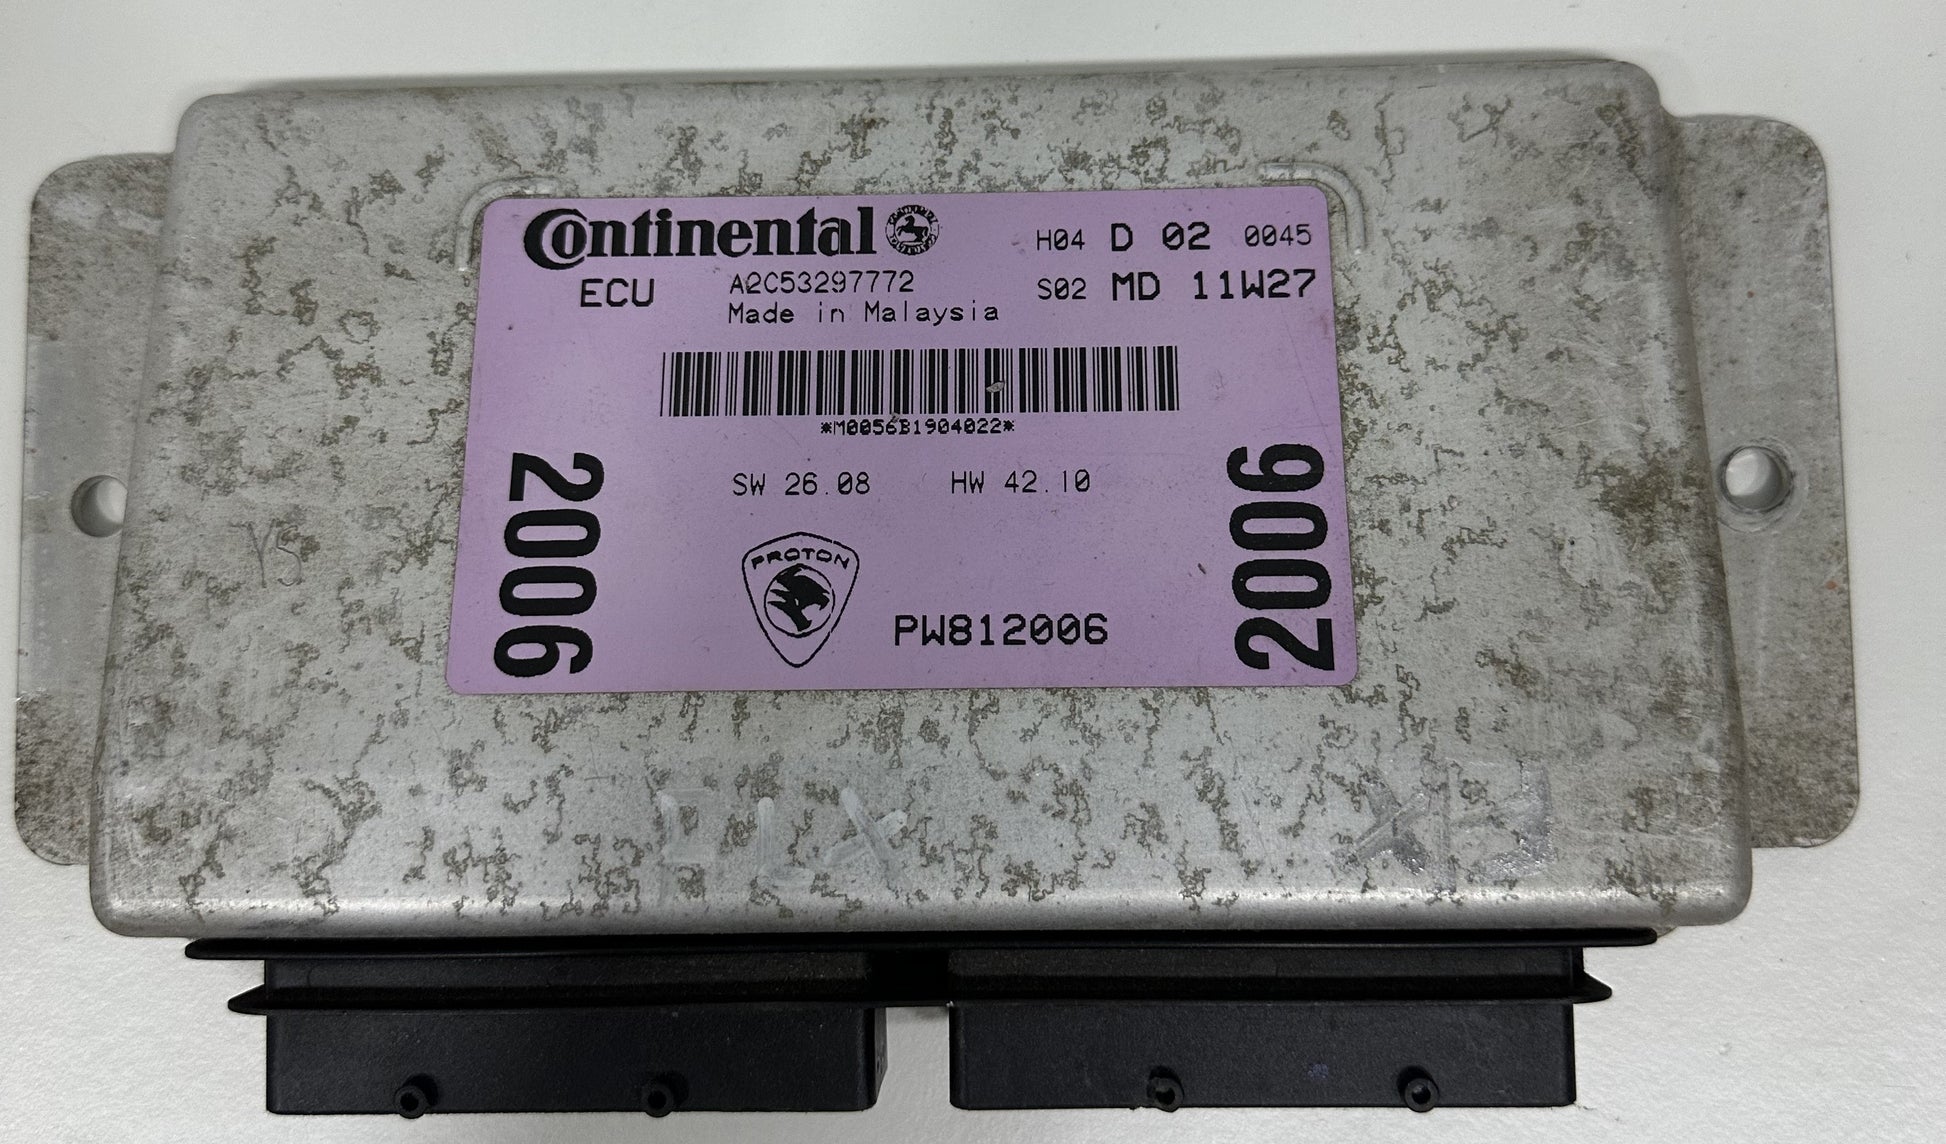 Continental
H04 D 02 0045
ECU A2C53297772 S02 MD 11W27
Made in Malaysia
*M0056B1904022*
SW 26.08 HW 42.10
2006
2006
PROTON
PW812006
YS